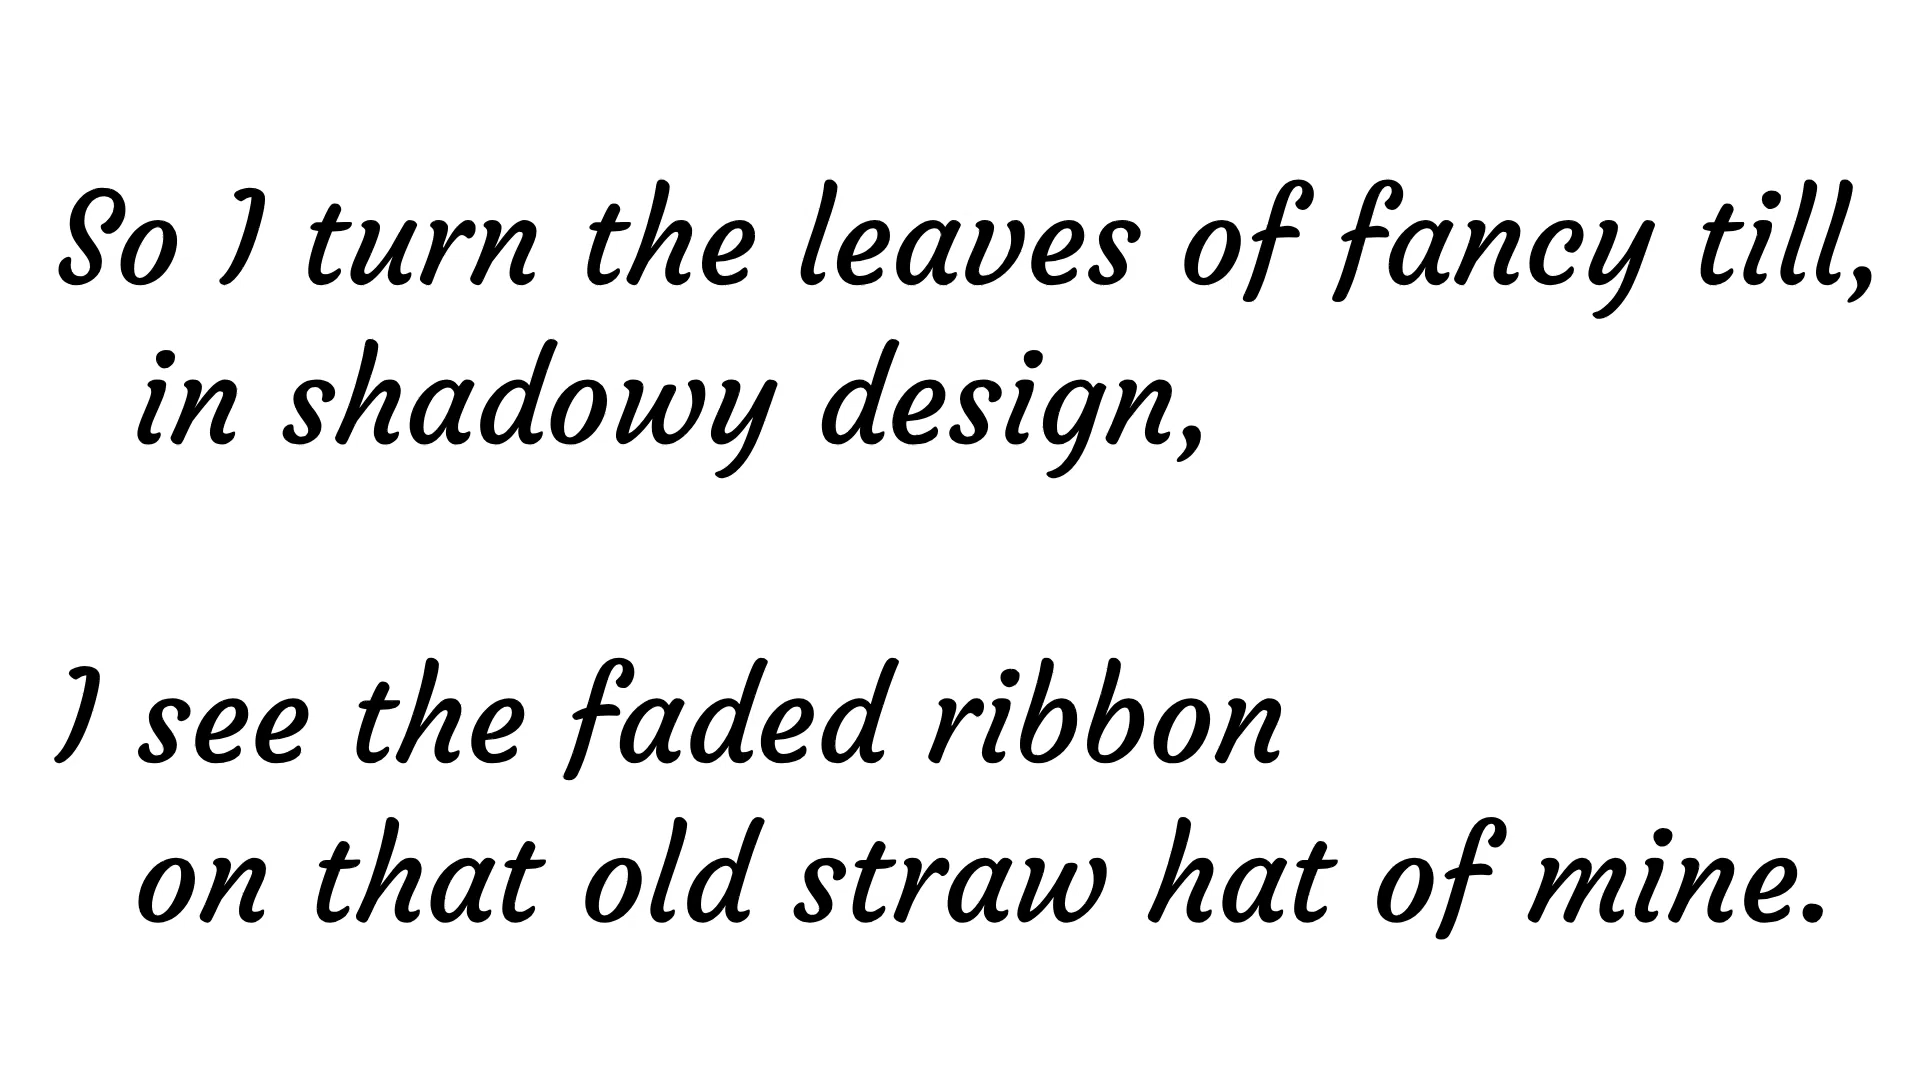 So I turn the leaves of fancy till,
in shadowy design,
I see the faded ribbon
on that old straw hat of mine.